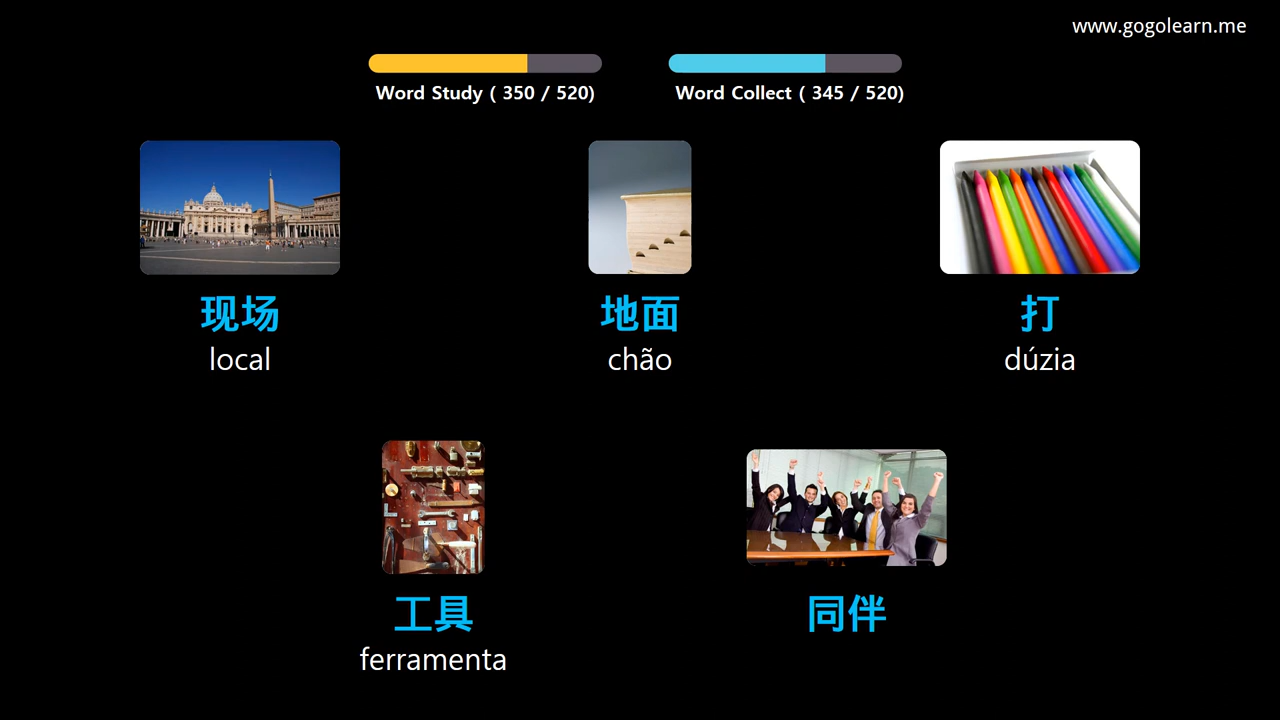 www.gogolearn.me
Word Study ( 350 / 520)
Word Collect ( 345 / 520)
现场
local
地面
chão
打
dúzia
工具
ferramenta
同伴